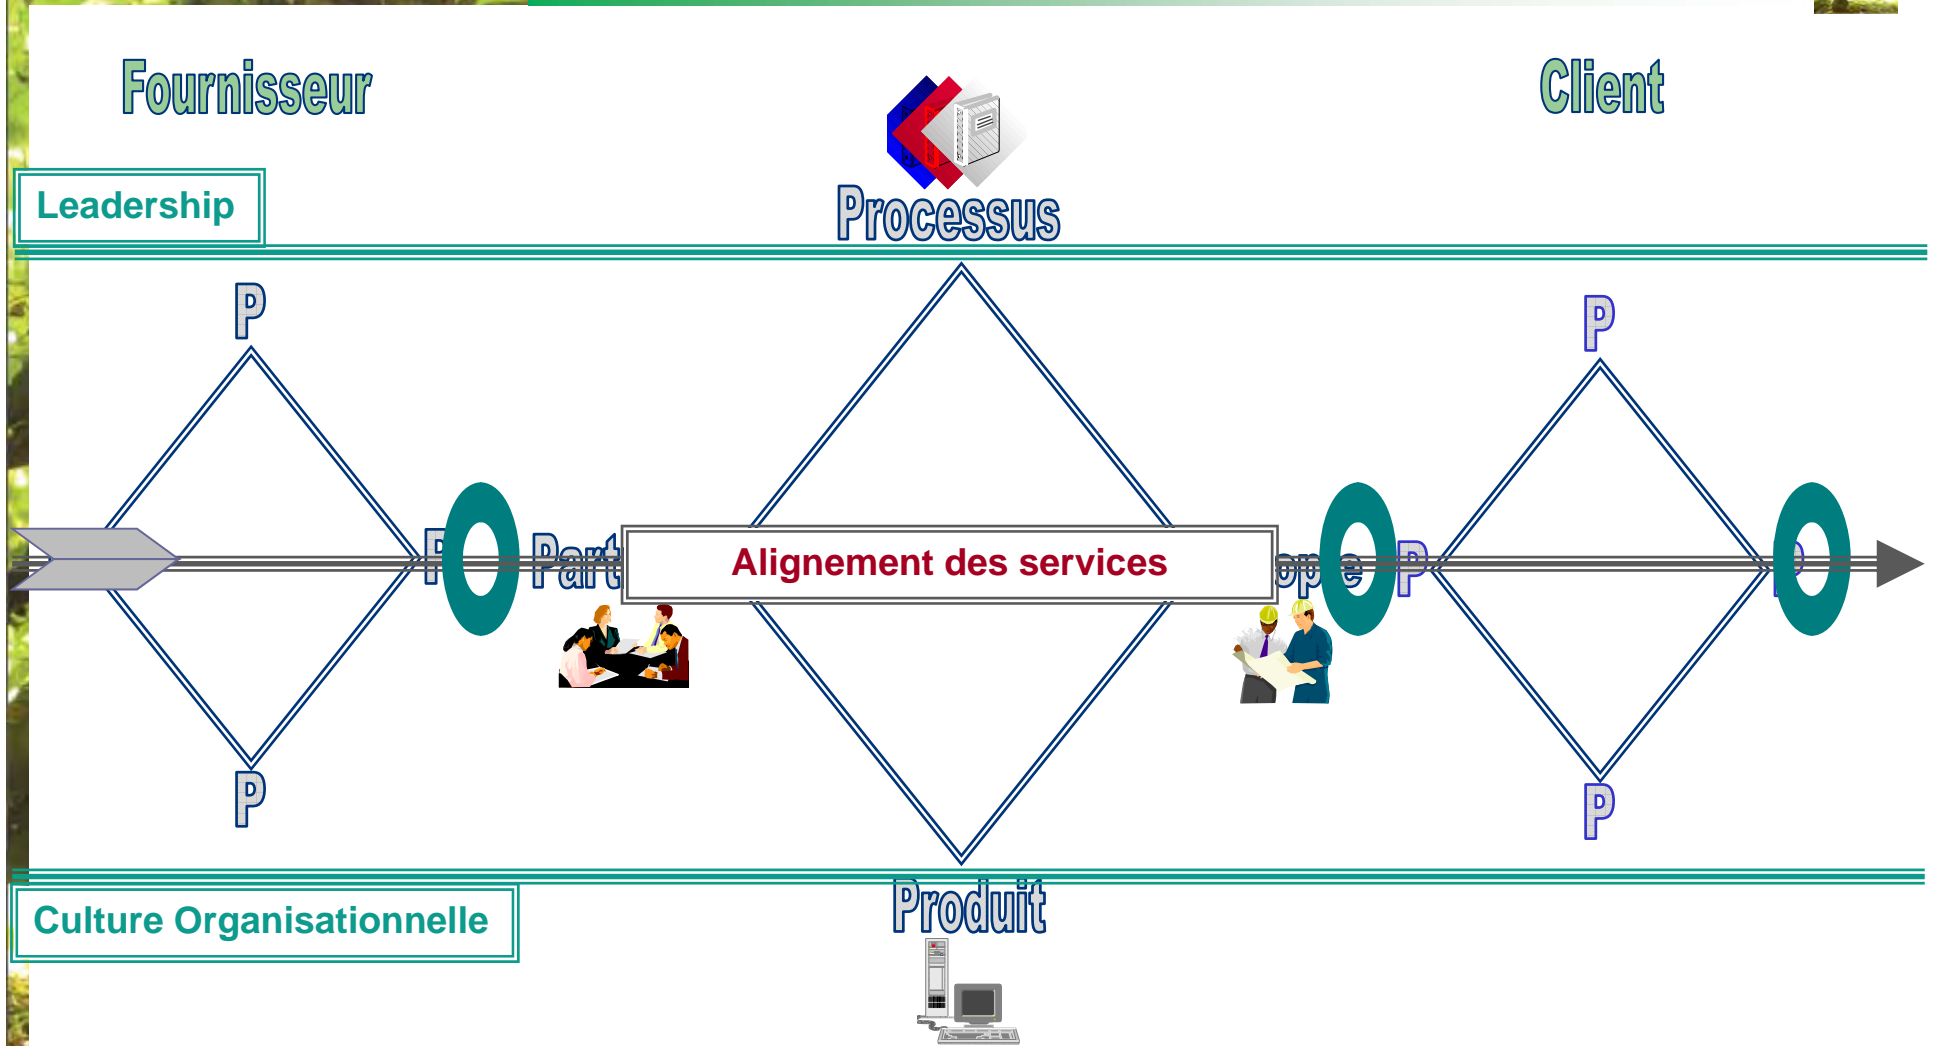 Fournisseur
Client
Processus
Leadership
P
P
P
Alignement des services
P
P
P
P
P
Culture Organisationnelle
Produit